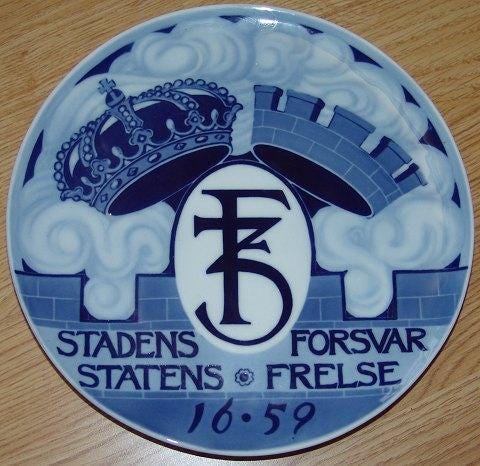 STADENS FORSVAR
STATENS FRELSE
16·59